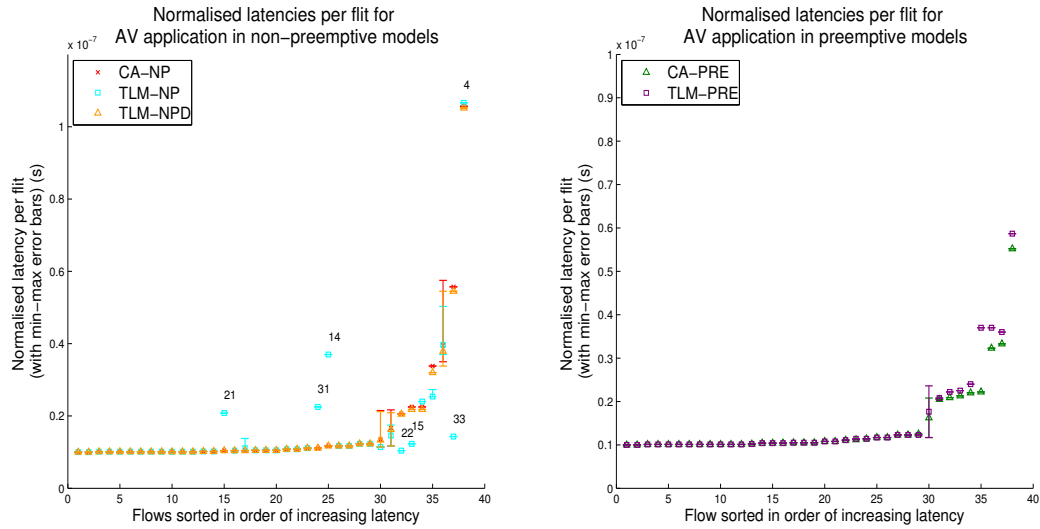 Normalised latencies per flit for
AV application in non−preemptive models
x 10⁻⁷
CA−NP
TLM−NP
TLM−NPD
4
14
21
31
15
22
33
1
0.8
0.6
0.4
0.2
0
0
5
10
15
20
25
30
35
40
Normalised latency per flit
(with min−max error bars) (s)
Flows sorted in order of increasing latency
Normalised latencies per flit for
AV application in preemptive models
x 10⁻⁷
CA−PRE
TLM−PRE
1
0.9
0.8
0.7
0.6
0.5
0.4
0.3
0.2
0.1
0
0
5
10
15
20
25
30
35
40
Normalised latency per flit
(with min−max error bars) (s)
Flows sorted in order of increasing latency